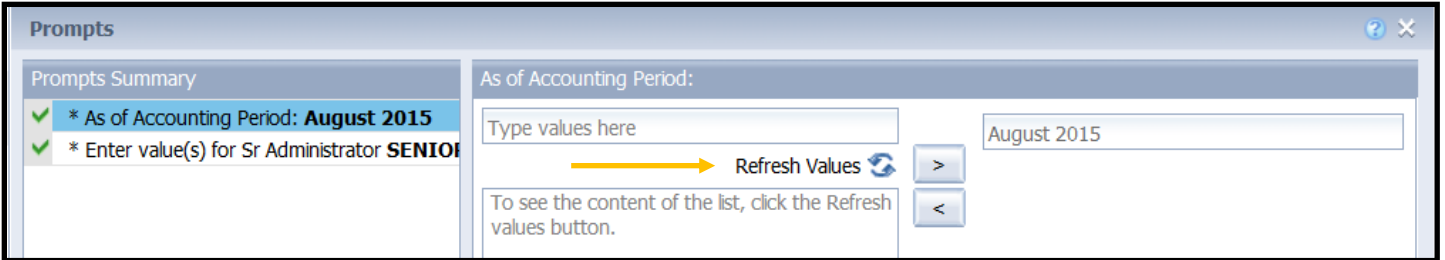 Prompts
Prompts Summary
* As of Accounting Period: August 2015
* Enter value(s) for Sr Administrator SENIOR
As of Accounting Period:
Type values here
Refresh Values
To see the content of the list, click the Refresh
values button.
>
<
August 2015